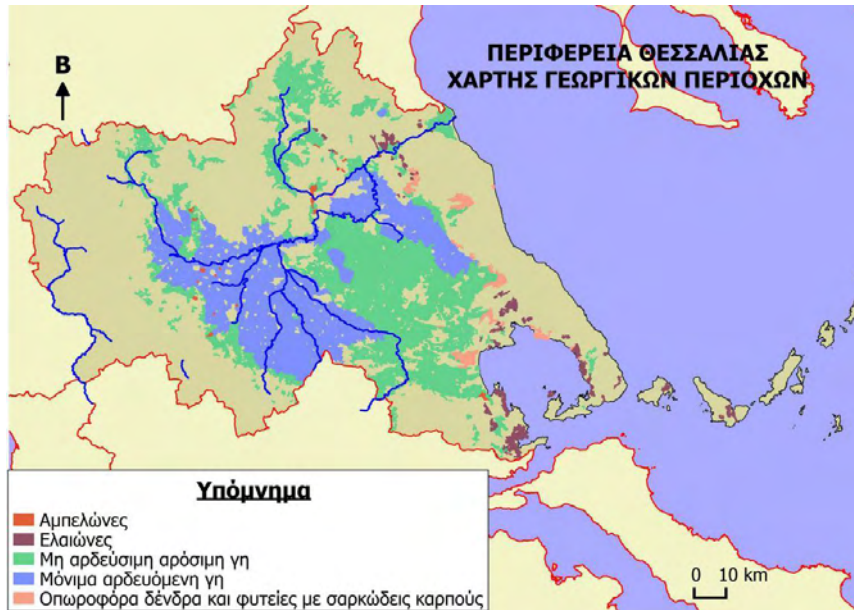 ΠΕΡΙΦΕΡΕΙΑ ΘΕΣΣΑΛΙΑΣ
ΧΑΡΤΗΣ ΓΕΩΡΓΙΚΩΝ ΠΕΡΙΟΧΩΝ
Β
Υπόμνημα
Αμπελώνες
Ελαιώνες
Μη αρδεύσιμη αρόσιμη γη
Μόνιμα αρδευόμενη γη
Οπωροφόρα δένδρα και φυτείες με σαρκώδεις καρπούς
0 10 km